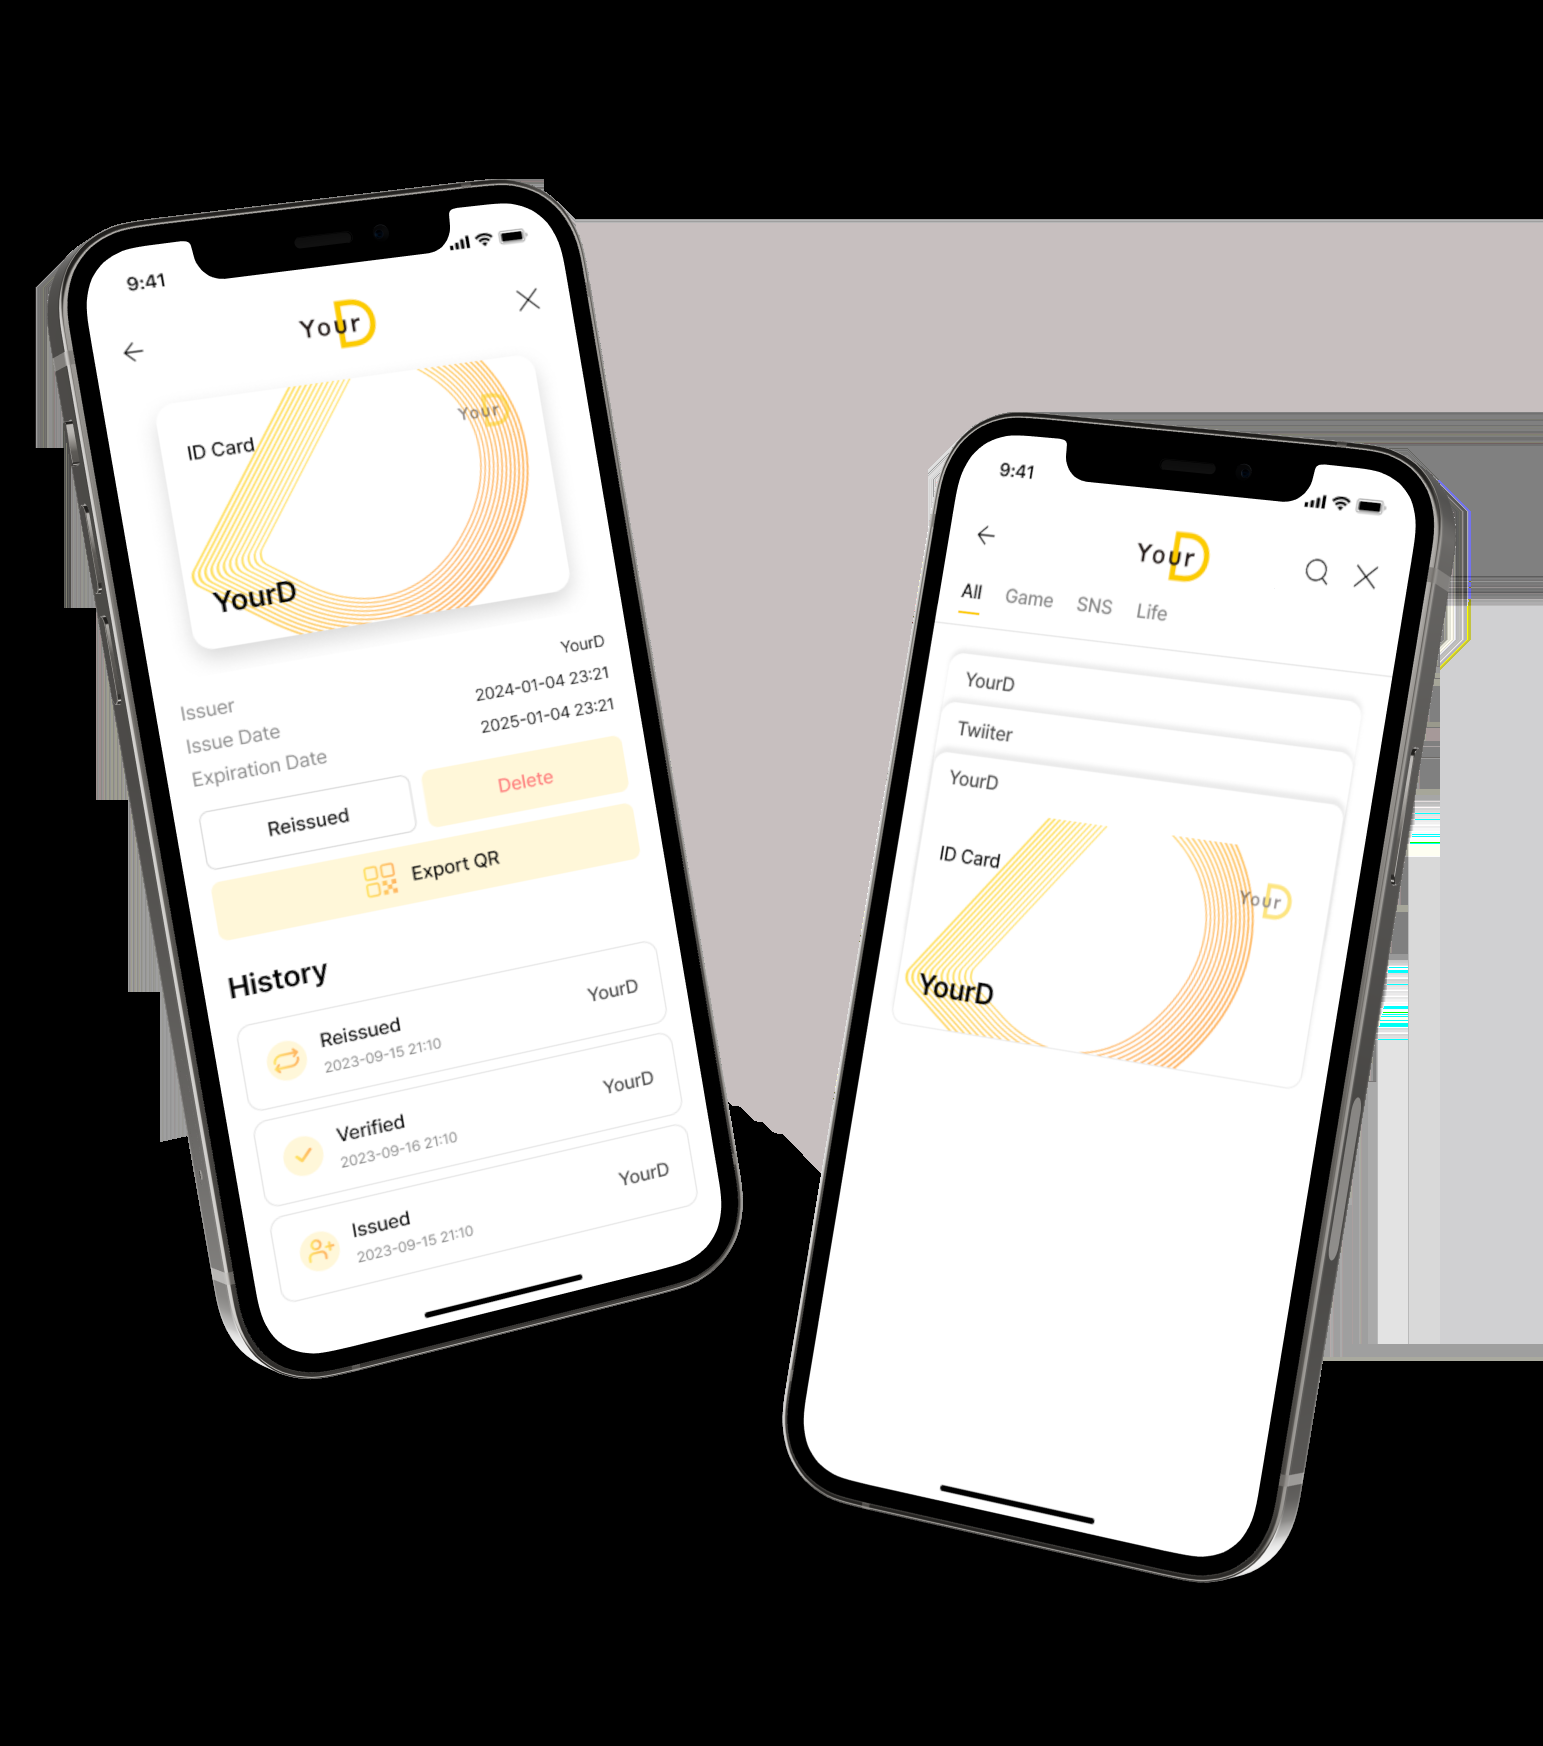 9:41
YourD
ID Card
YourD
YourD
Issuer YourD
Issue Date 2024-01-04 23:21
Expiration Date 2025-01-04 23:21
Reissued Delete
Export QR
History
Reissued YourD
2023-09-15 21:10
Verified YourD
2023-09-16 21:10
Issued YourD
2023-09-15 21:10
9:41
YourD
All Game SNS Life
YourD
Twiiter
YourD
ID Card
YourD
YourD